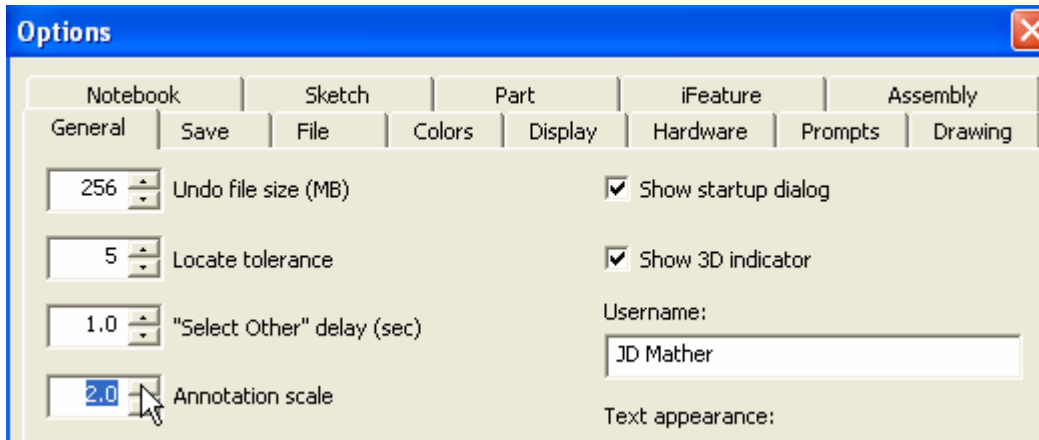 Options
Notebook Sketch Part iFeature Assembly
General Save File Colors Display Hardware Prompts Drawing
256 Undo file size (MB) Show startup dialog
5 Locate tolerance Show 3D indicator
1.0 "Select Other" delay (sec) Username:
JD Mather
2.0 Annotation scale
Text appearance: